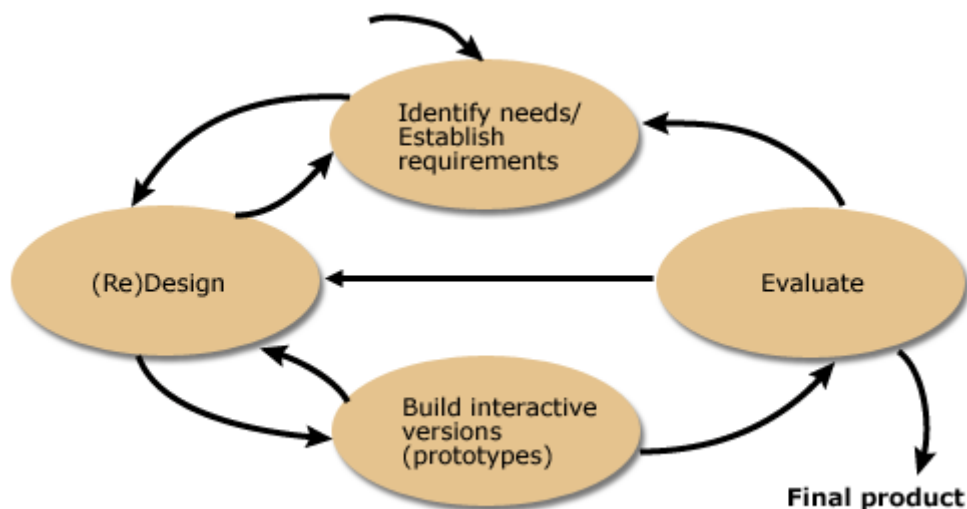 Identify needs/
Establish
requirements
(Re)Design
Evaluate
Build interactive
versions
(prototypes)
Final product